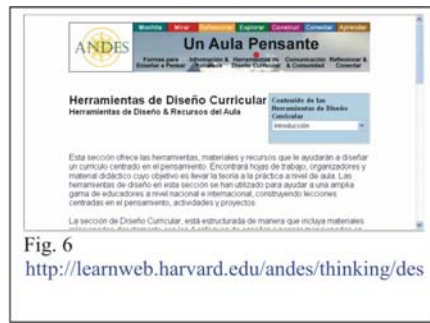 Mochila Mirar Reflexionar Explorar Construir Conectar Aprender
ANDES
Un Aula Pensante
Formas para Enseñar a Pensar
Información & Recursos
Herramientas de Diseño Curricular
Comunicación & Comunidad
Reflexionar & Conectar
Herramientas de Diseño Curricular
Herramientas de Diseño & Recursos del Aula
Contenido de las
Herramientas de Diseño
Curricular
Introducción
Esta sección ofrece las herramientas, materiales y recursos que le ayudarán a diseñar
un currículo centrado en el pensamiento. Encontrará hojas de trabajo, organizadores y
material didáctico cuyo objetivo es llevar la teoría a la práctica a nivel de aula. Las
herramientas de diseño en esta sección se han utilizado para ayudar a una amplia
gama de educadores a nivel nacional e internacional, construyendo lecciones
centradas en el pensamiento, actividades y proyectos.
La sección de Diseño Curricular, está estructurada de manera que incluya materiales
Fig. 6
http://learnweb.harvard.edu/andes/thinking/des